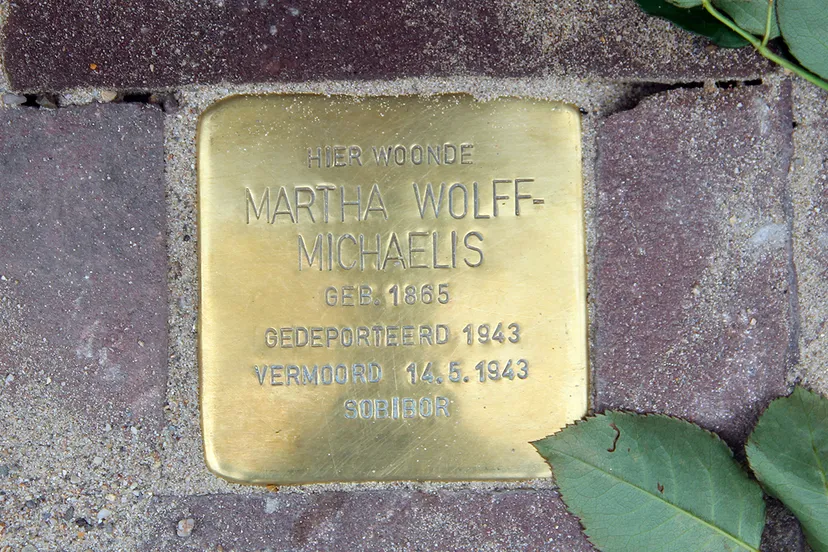 HIER WOONDE
MARTHA WOLFF-
MICHAELIS
GEB. 1865
GEDEPORTEERD 1943
VERMOORD 14.5.1943
SOBIBOR